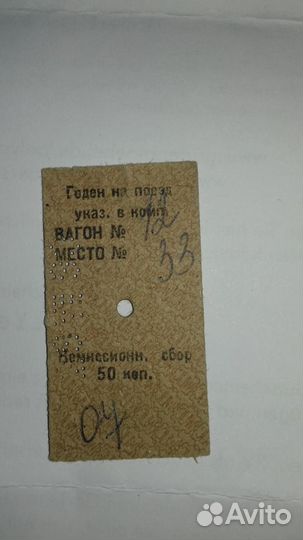 Годен на поезд
указ. в комп.
ВАГОН № 12
МЕСТО № 33
Комиссионн. сбор
50 коп.
07
Avito